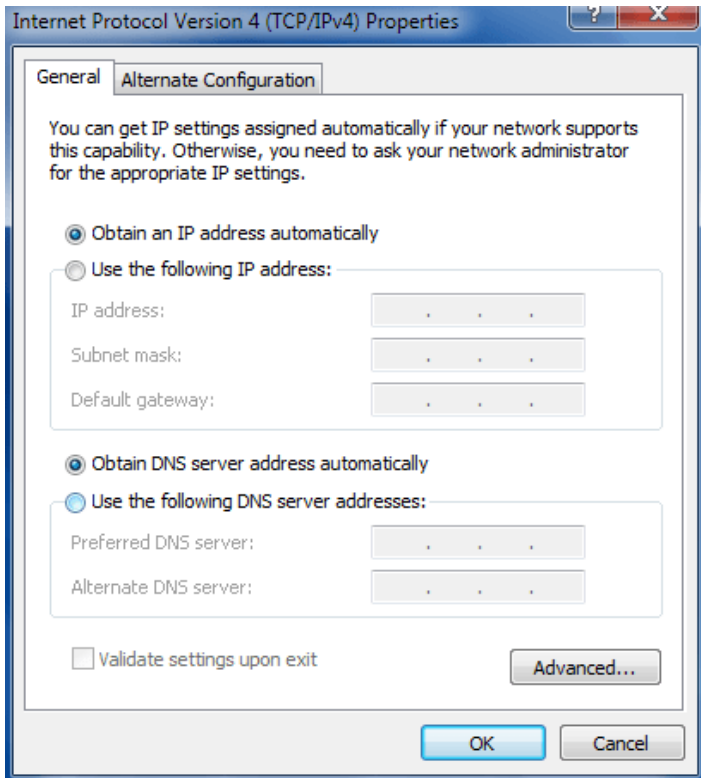 Internet Protocol Version 4 (TCP/IPv4) Properties
General
Alternate Configuration
You can get IP settings assigned automatically if your network supports
this capability. Otherwise, you need to ask your network administrator
for the appropriate IP settings.
Obtain an IP address automatically
Use the following IP address:
IP address:
Subnet mask:
Default gateway:
Obtain DNS server address automatically
Use the following DNS server addresses:
Preferred DNS server:
Alternate DNS server:
Validate settings upon exit
Advanced...
OK
Cancel